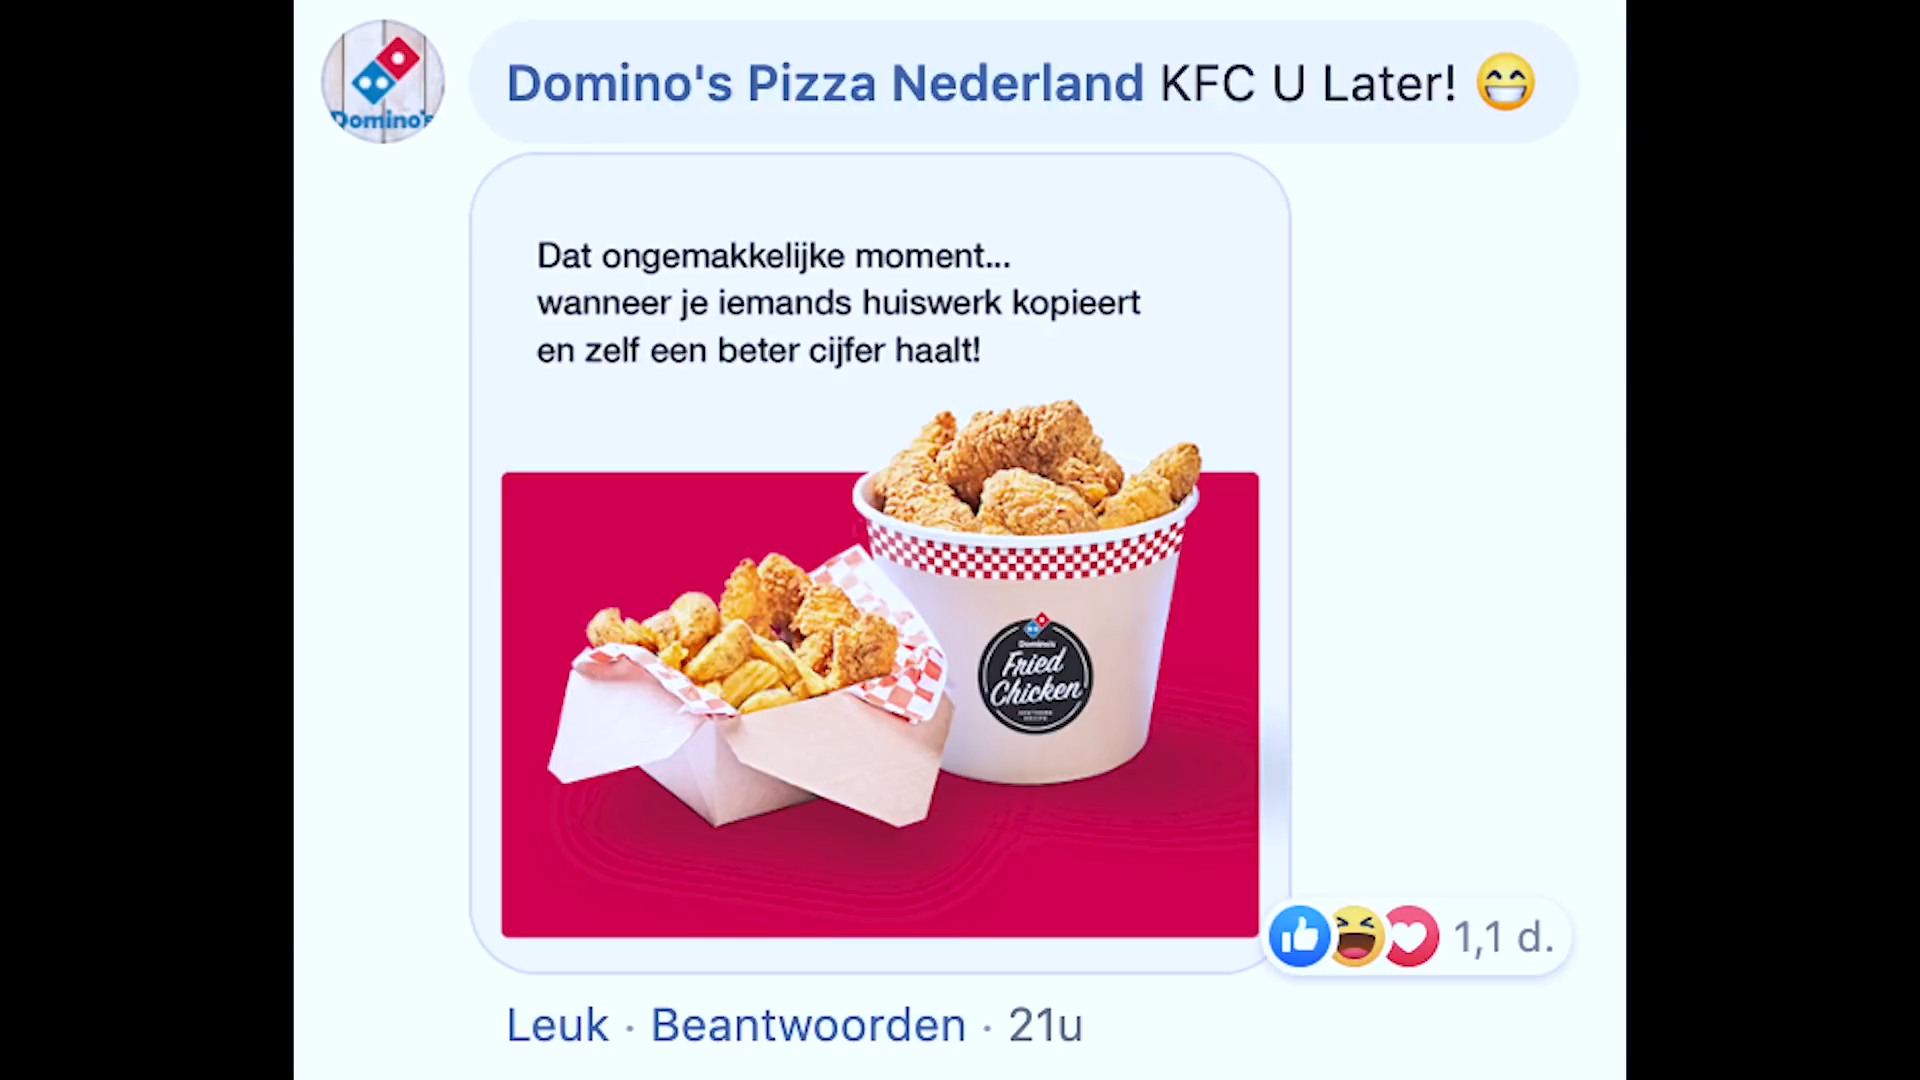 Domino's Pizza Nederland KFC U Later! 😁
Domino's
Dat ongemakkelijke moment...
wanneer je iemands huiswerk kopieert
en zelf een beter cijfer haalt!
Domino's
Fried
Chicken
1,1 d.
Leuk · Beantwoorden · 21u